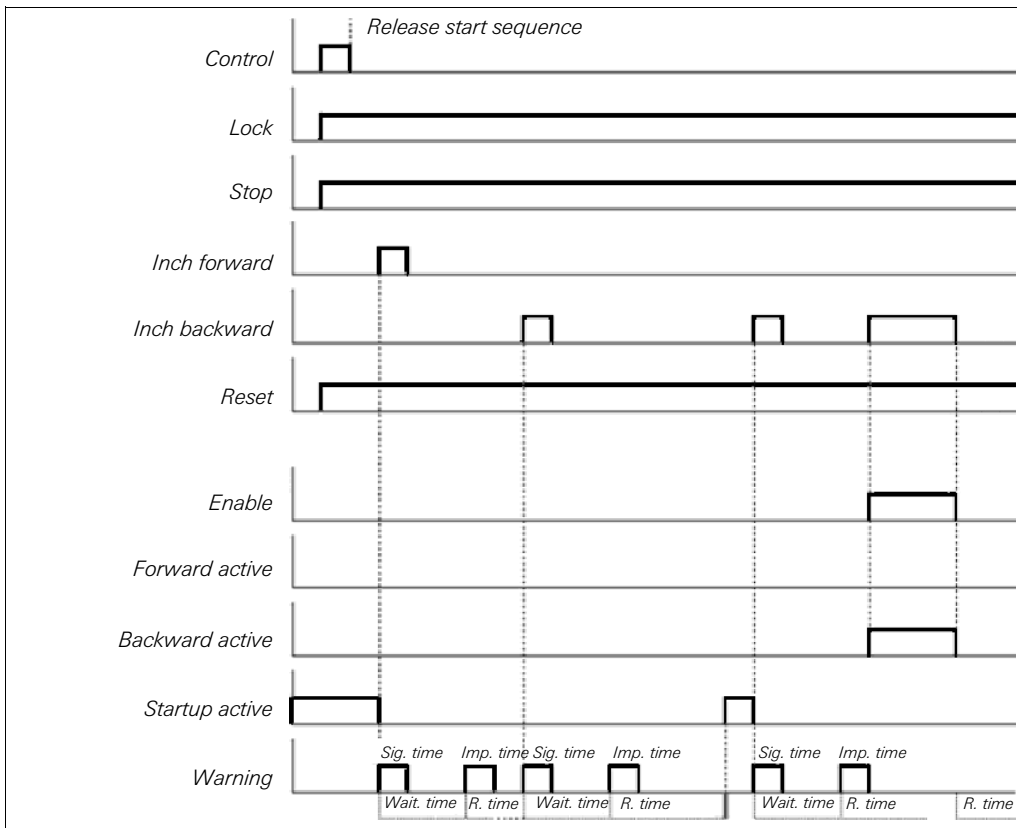 Release start sequence
Control
Lock
Stop
Inch forward
Inch backward
Reset
Enable
Forward active
Backward active
Startup active
Sig. time Imp. time Sig. time Imp. time Sig. time Imp. time
Warning
Wait. time R. time Wait. time R. time Wait. time R. time R. time